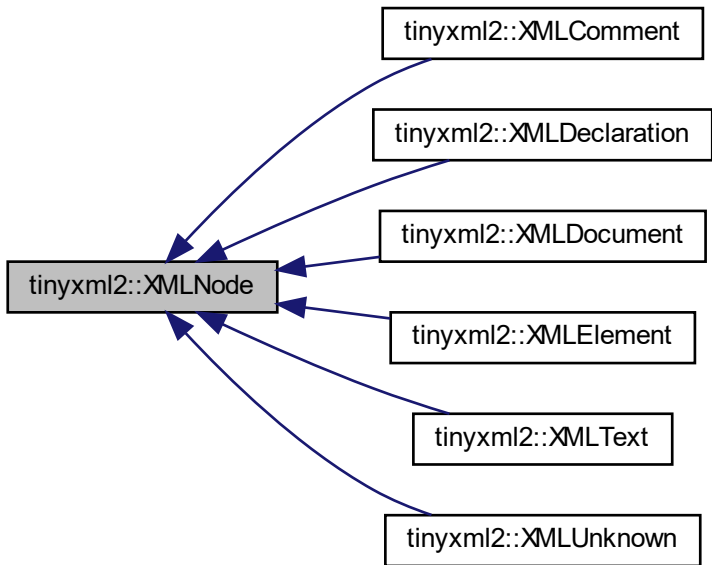 tinyxml2::XMLComment
tinyxml2::XMLDeclaration
tinyxml2::XMLDocument
tinyxml2::XMLNode
tinyxml2::XMLElement
tinyxml2::XMLText
tinyxml2::XMLUnknown